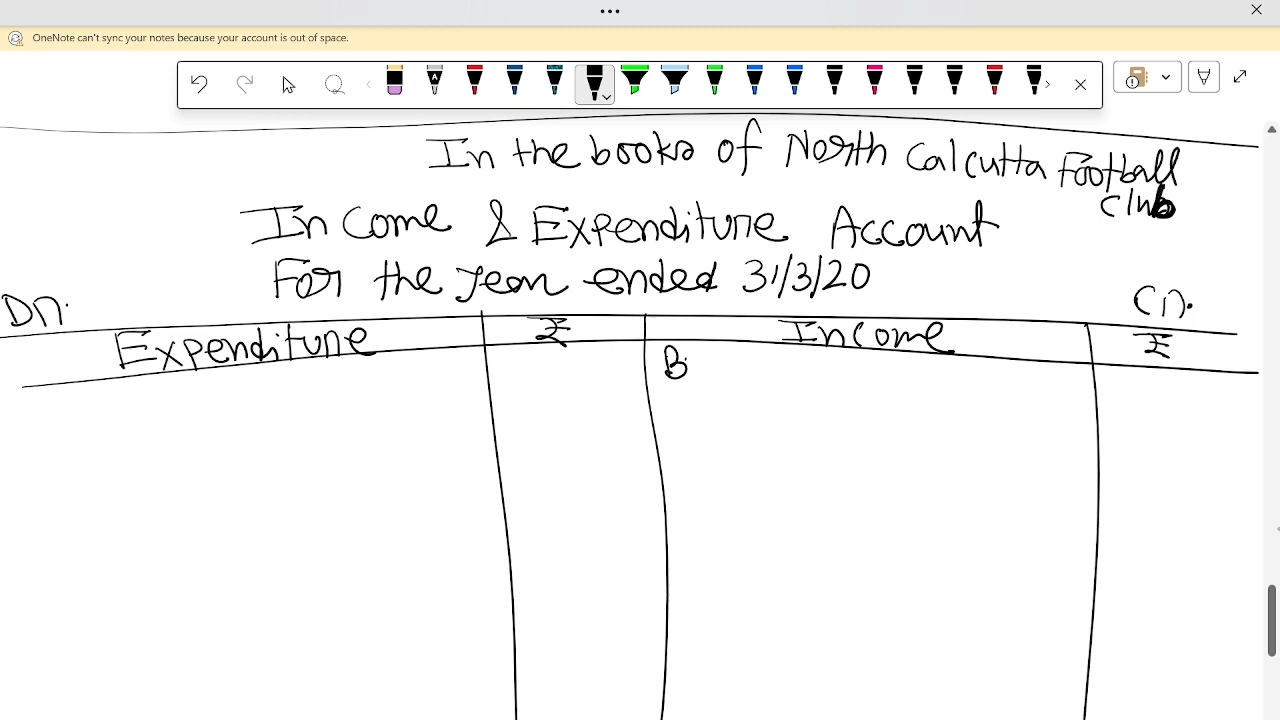 OneNote can't sync your notes because your account is out of space.
In the books of North Calcutta Football Club
Income & Expenditure Account
For the year ended 31/3/20
Dr. Cr.
Expenditure ₹ Income ₹
B